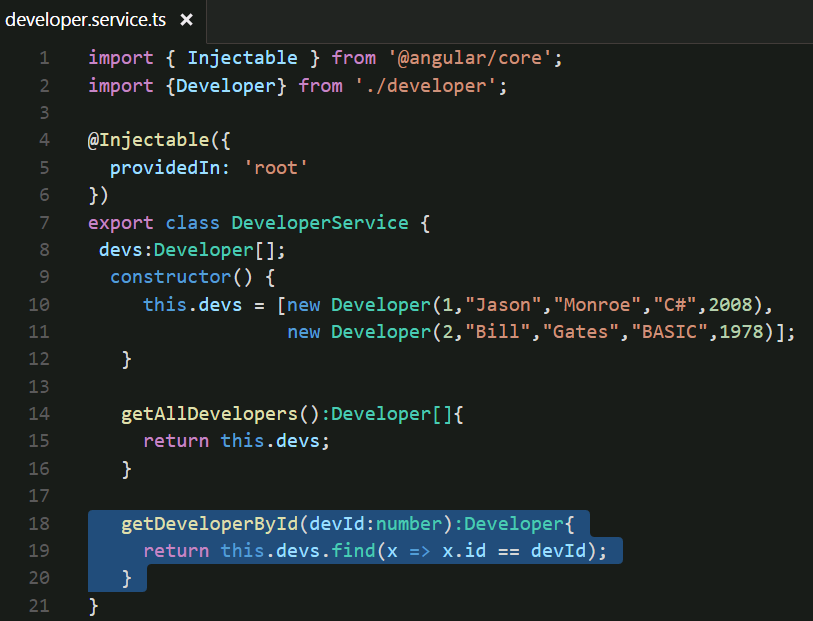 developer.service.ts ×
1 import { Injectable } from '@angular/core';
2 import {Developer} from './developer';
3
4 @Injectable({
5   providedIn: 'root'
6 })
7 export class DeveloperService {
8  devs:Developer[];
9   constructor() {
10      this.devs = [new Developer(1,"Jason","Monroe","C#",2008),
11                   new Developer(2,"Bill","Gates","BASIC",1978)];
12    }
13
14    getAllDevelopers():Developer[]{
15      return this.devs;
16    }
17
18    getDeveloperById(devId:number):Developer{
19      return this.devs.find(x => x.id == devId);
20    }
21 }